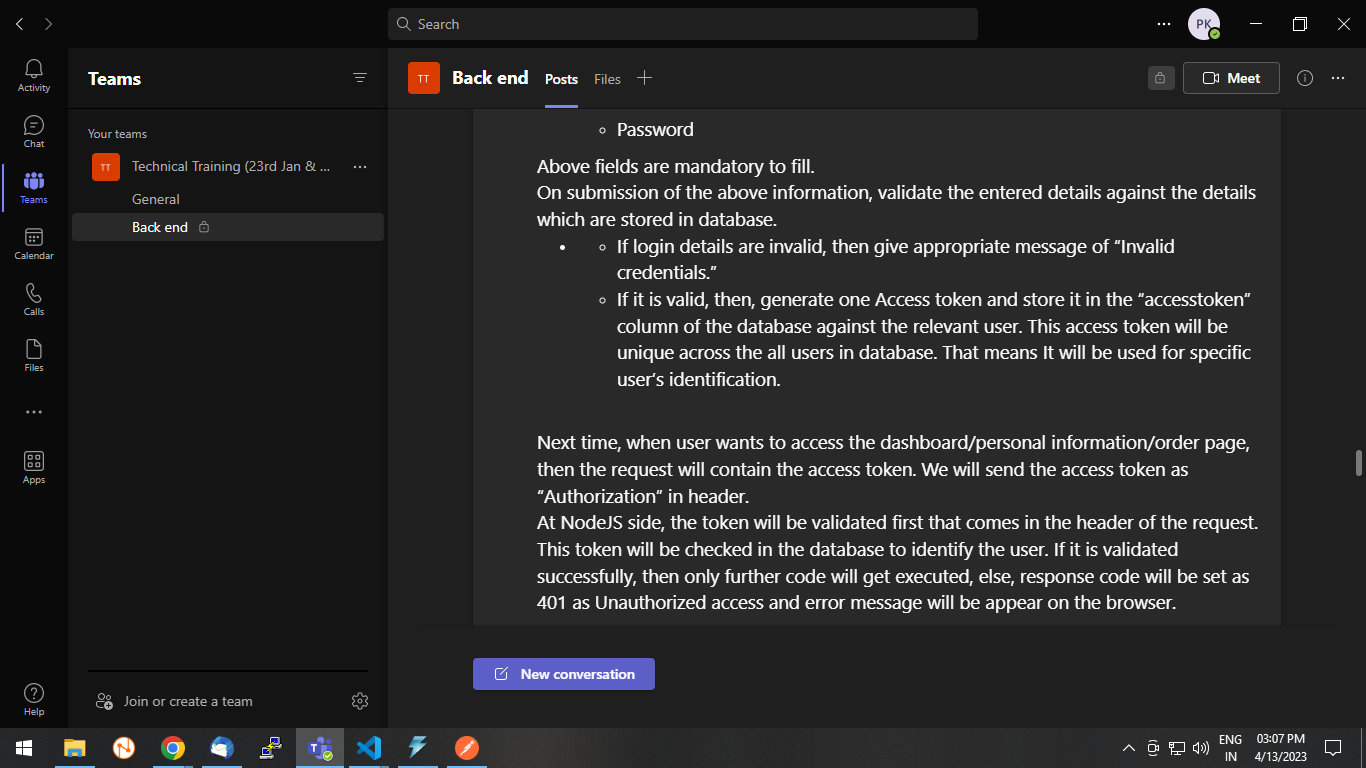 Search
PK
Activity
Chat
Teams
Calendar
Calls
Files
Apps
Help
Teams
Your teams
TT
Technical Training (23rd Jan & ...
General
Back end
Join or create a team
TT
Back end
Posts
Files
Meet
Password
Above fields are mandatory to fill.
On submission of the above information, validate the entered details against the details
which are stored in database.
If login details are invalid, then give appropriate message of “Invalid
credentials.”
If it is valid, then, generate one Access token and store it in the “accesstoken”
column of the database against the relevant user. This access token will be
unique across the all users in database. That means It will be used for specific
user’s identification.
Next time, when user wants to access the dashboard/personal information/order page,
then the request will contain the access token. We will send the access token as
“Authorization” in header.
At NodeJS side, the token will be validated first that comes in the header of the request.
This token will be checked in the database to identify the user. If it is validated
successfully, then only further code will get executed, else, response code will be set as
401 as Unauthorized access and error message will be appear on the browser.
New conversation
ENG
IN
03:07 PM
4/13/2023